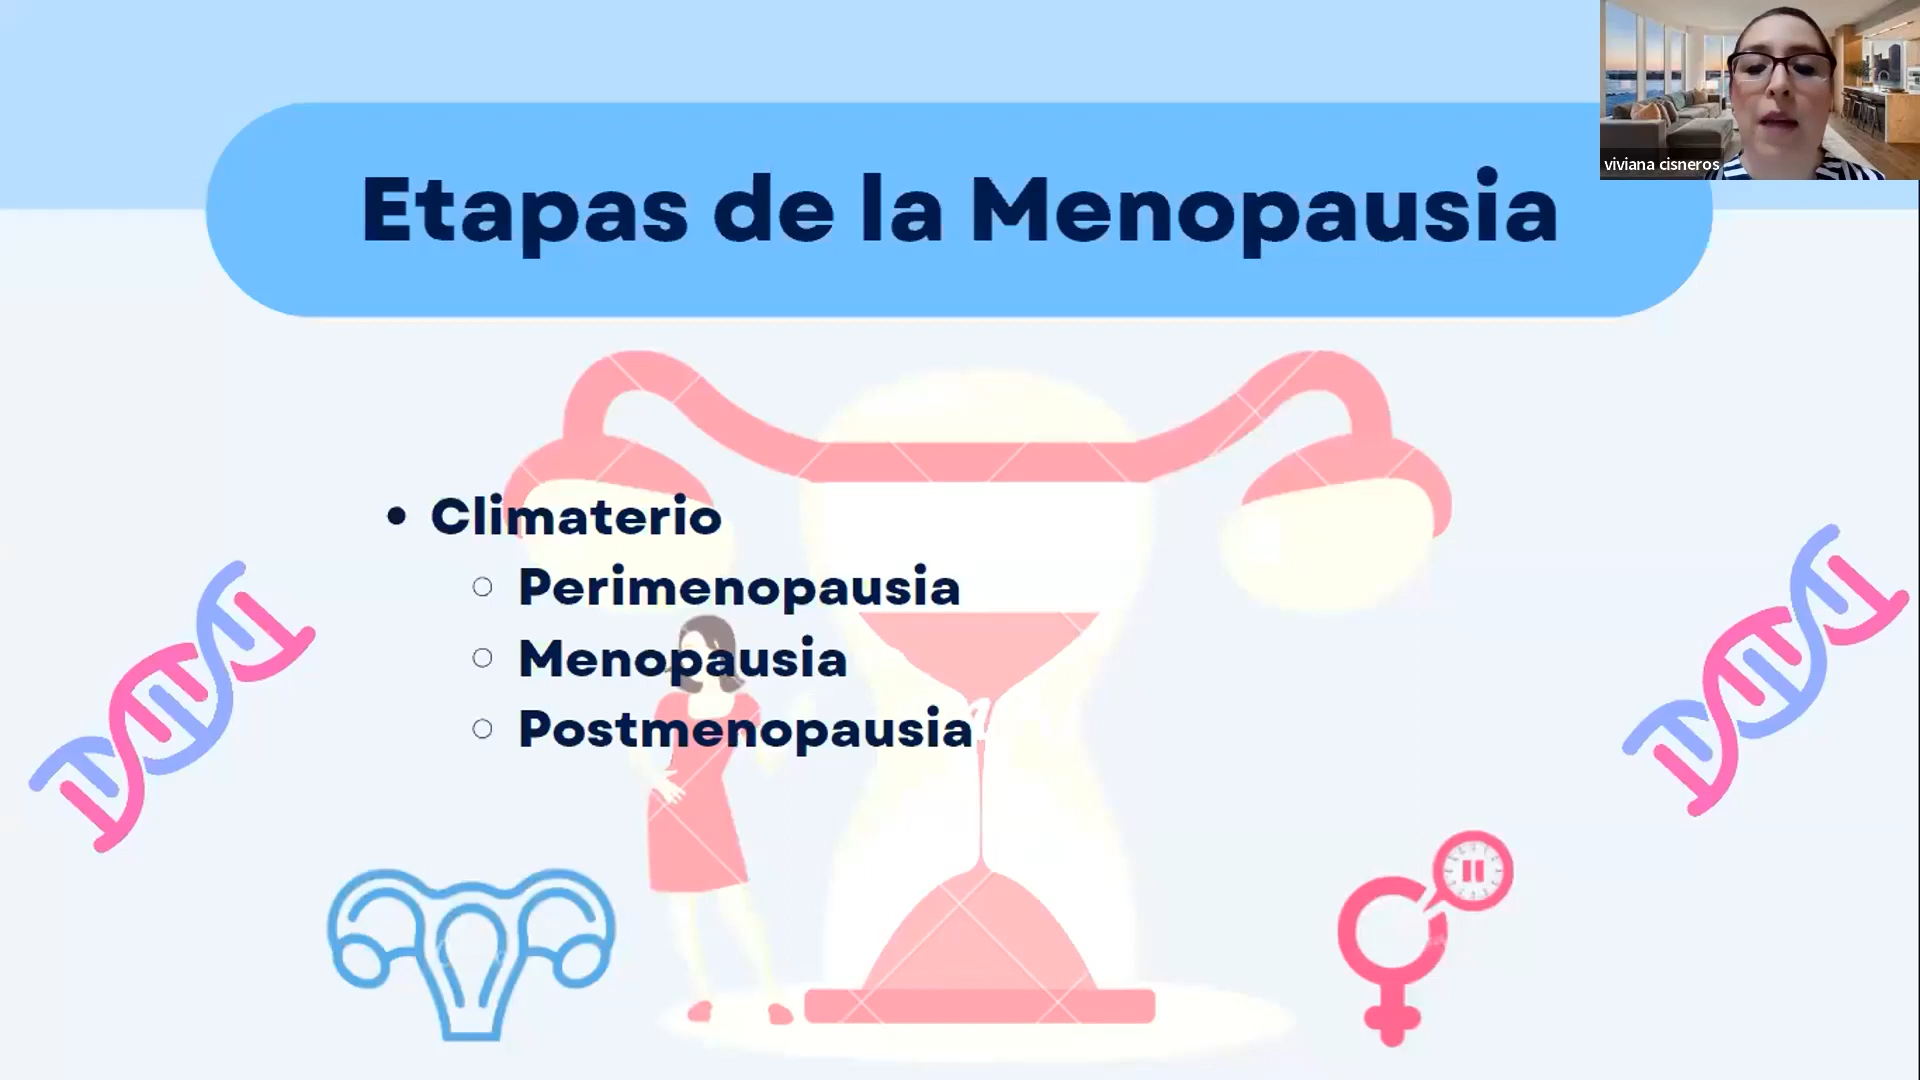 viviana cisneros
Etapas de la Menopausia
• Climaterio
○ Perimenopausia
○ Menopausia
○ Postmenopausia